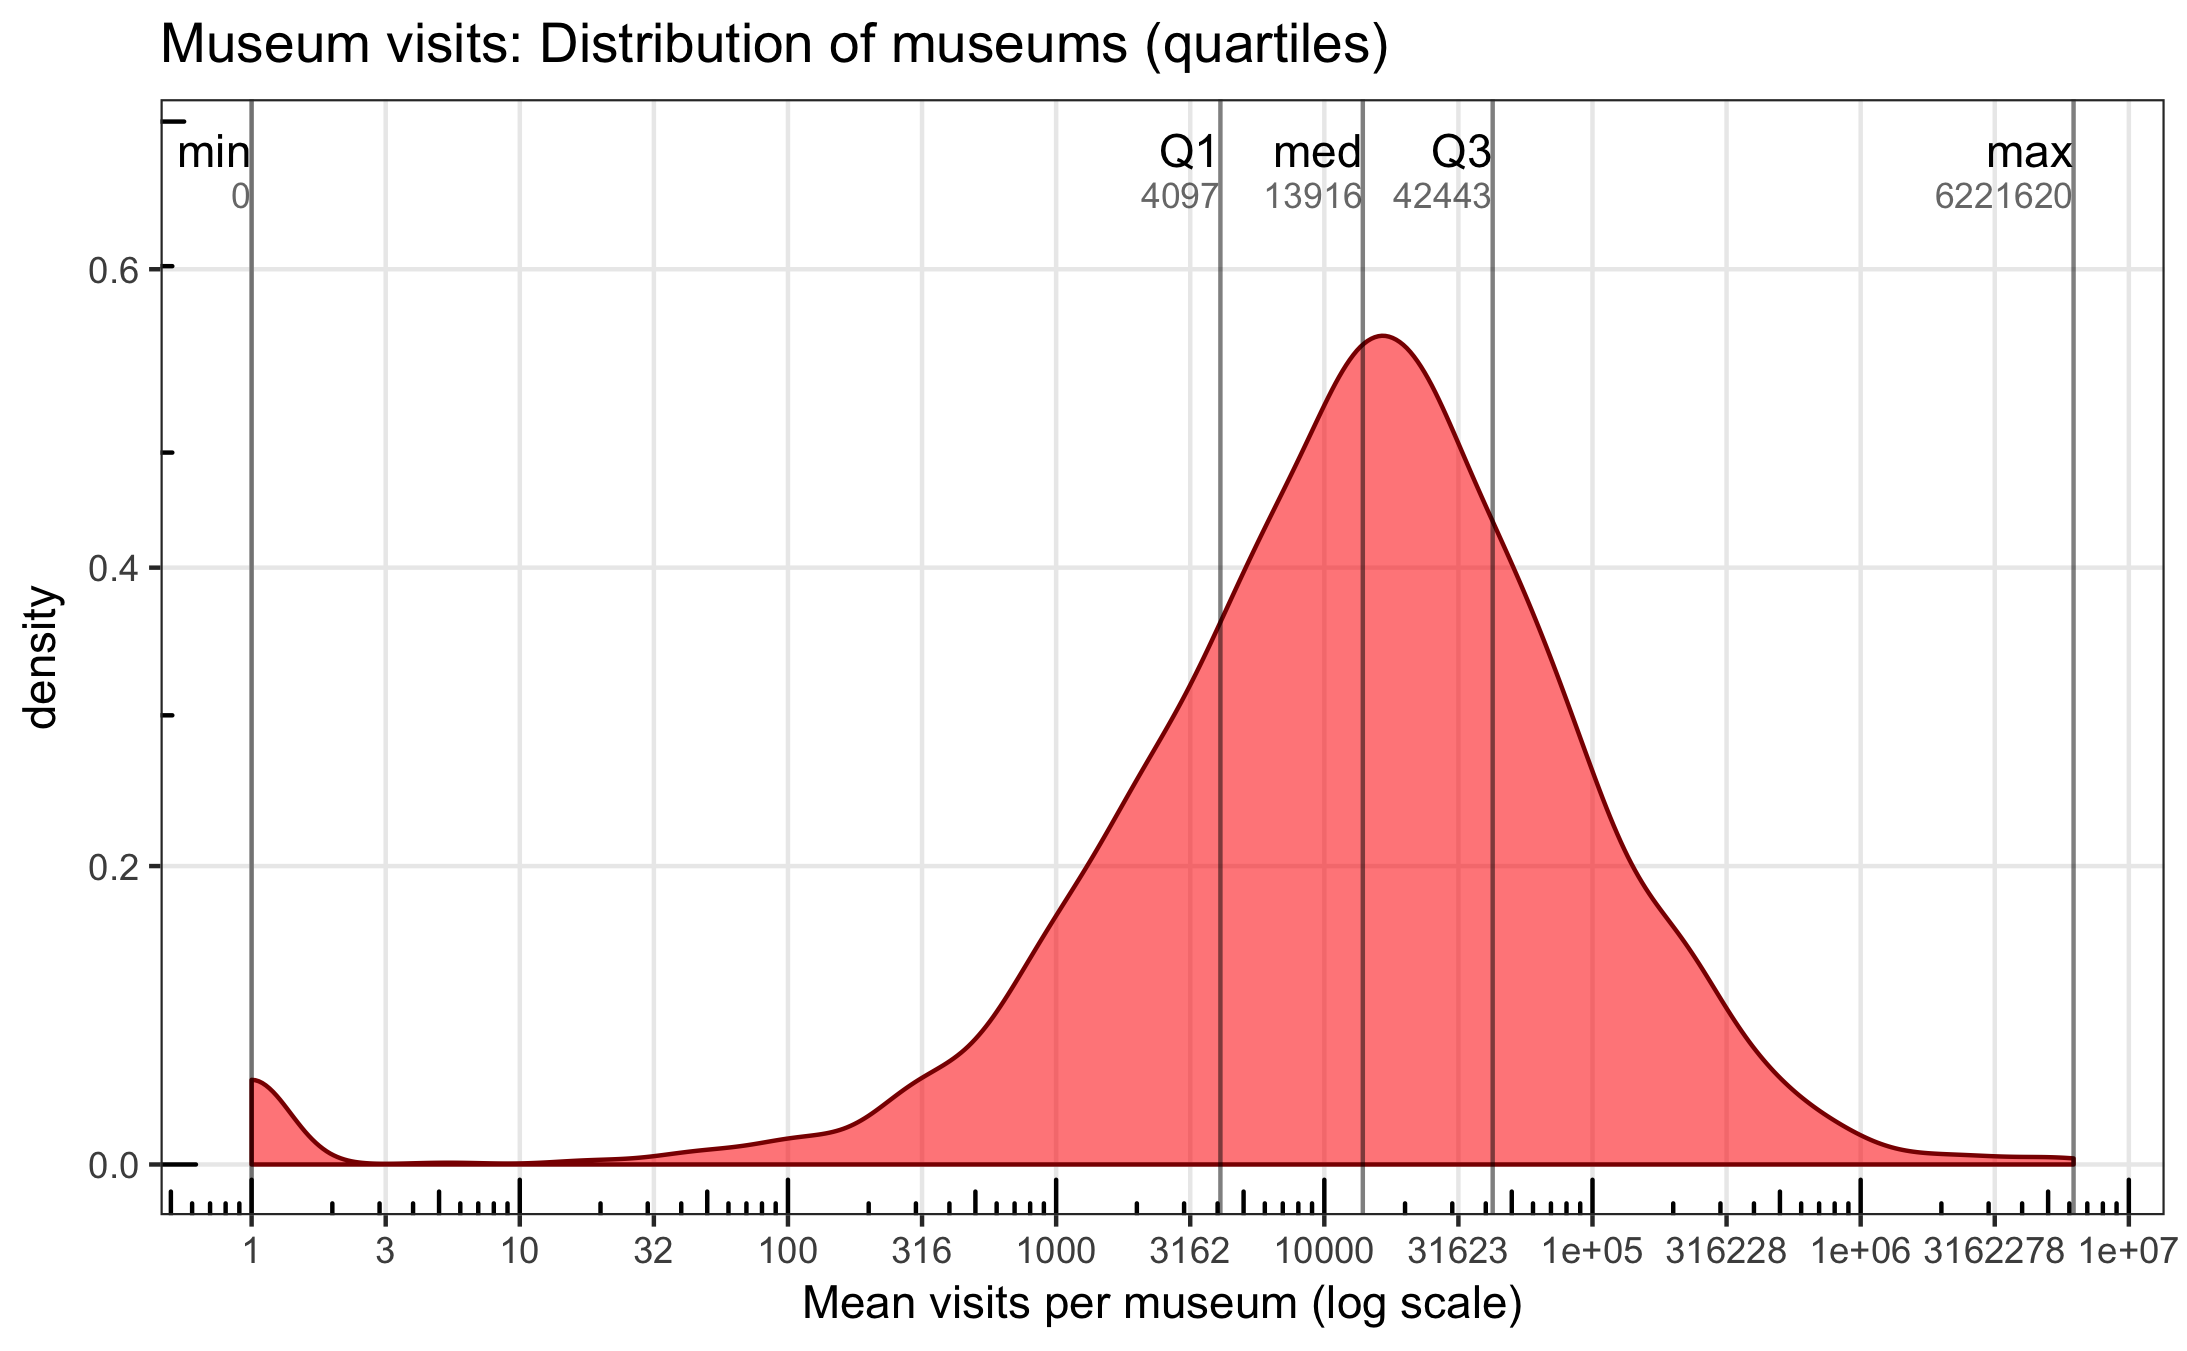 Museum visits: Distribution of museums (quartiles)
min Q1 med Q3 max
0 4097 13916 42443 6221620
0.6
0.4
0.2
0.0
density
1 3 10 32 100 316 1000 3162 10000 31623 1e+05 316228 1e+06 3162278 1e+07
Mean visits per museum (log scale)